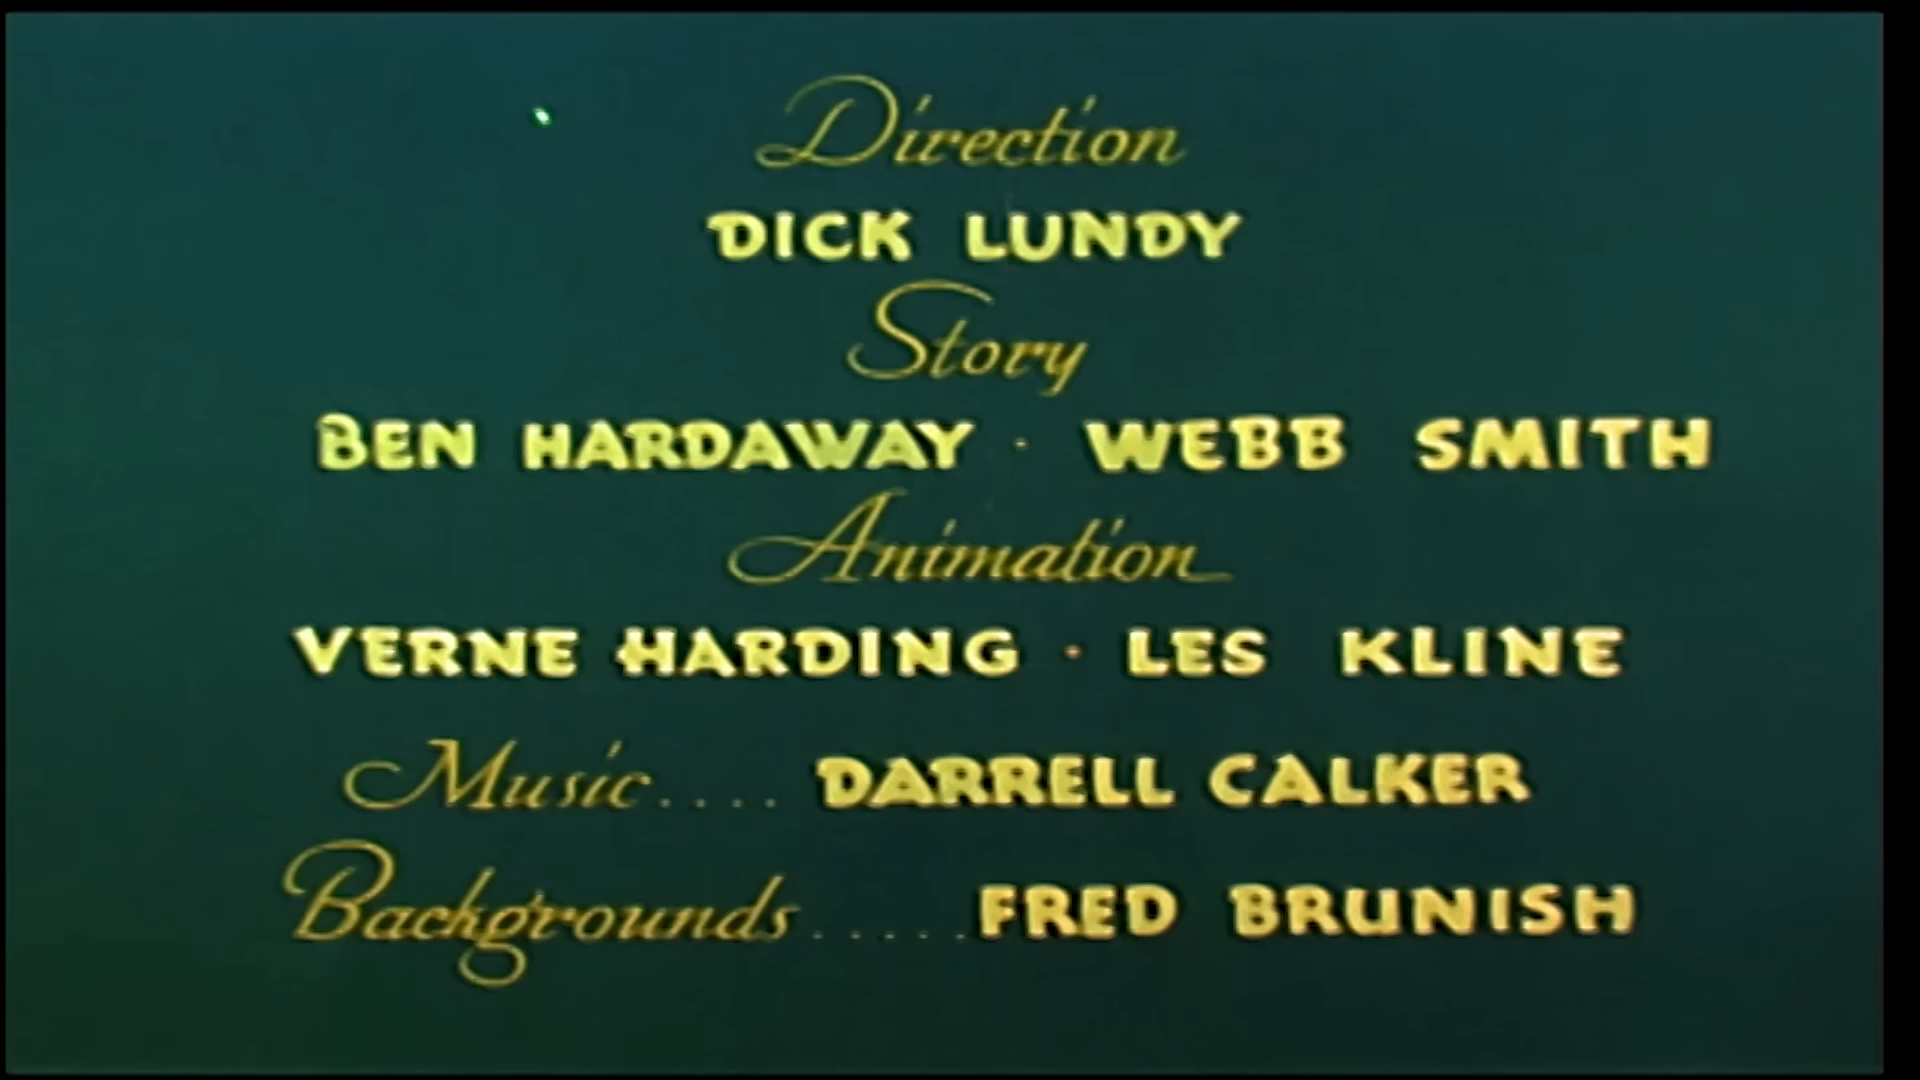 Direction
DICK LUNDY
Story
BEN HARDAWAY · WEBB SMITH
Animation
VERNE HARDING · LES KLINE
Music.... DARRELL CALKER
Backgrounds.....FRED BRUNISH